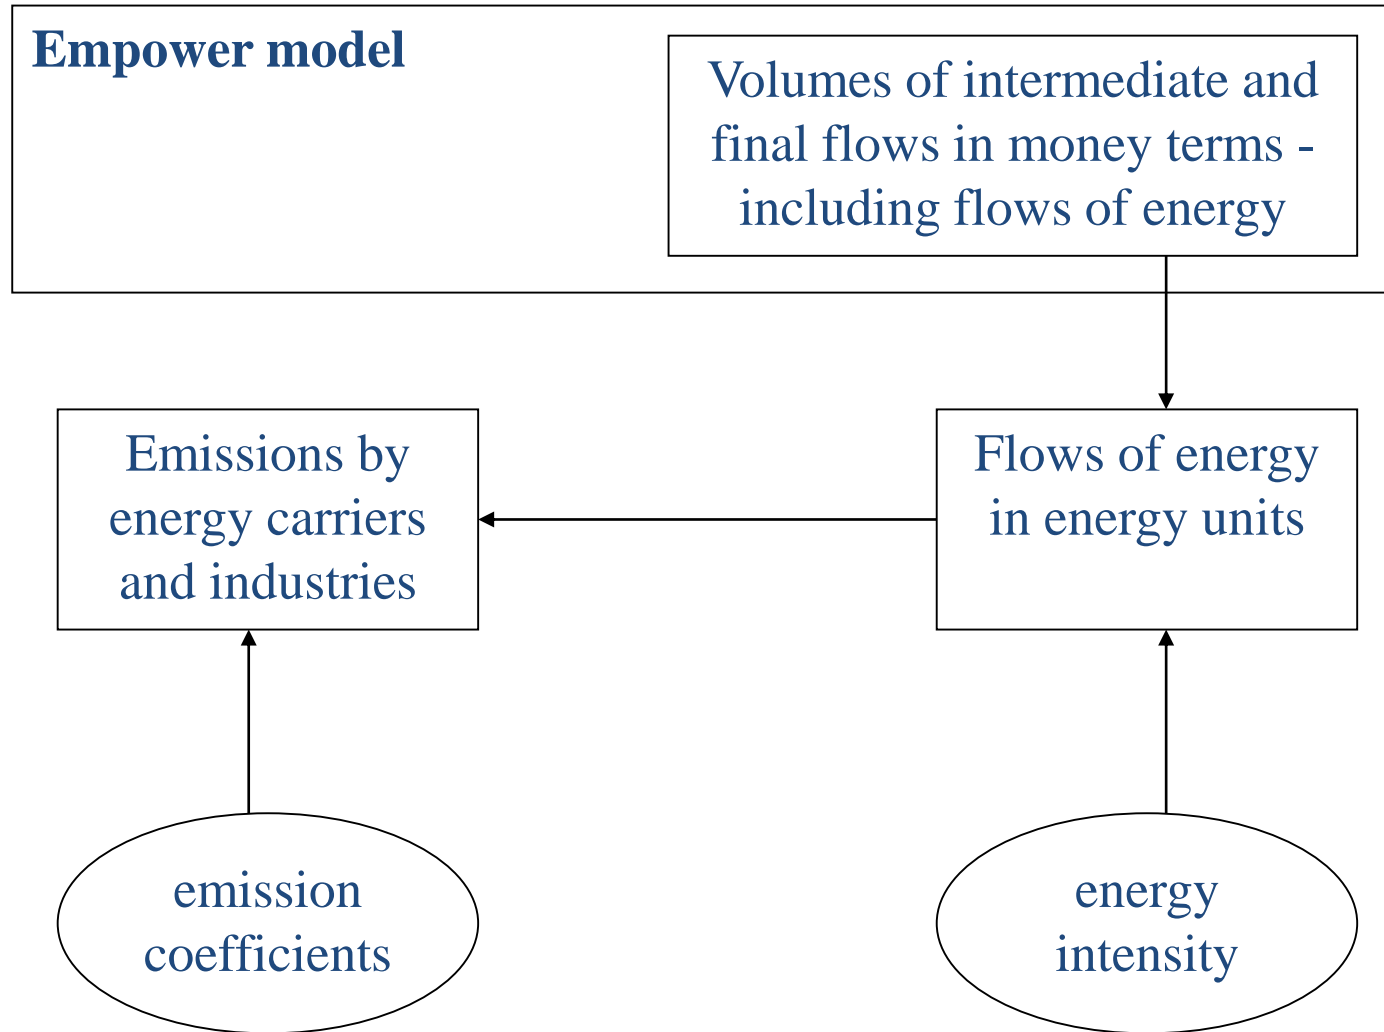 Empower model
Volumes of intermediate and
final flows in money terms -
including flows of energy
Emissions by
energy carriers
and industries
Flows of energy
in energy units
emission
coefficients
energy
intensity